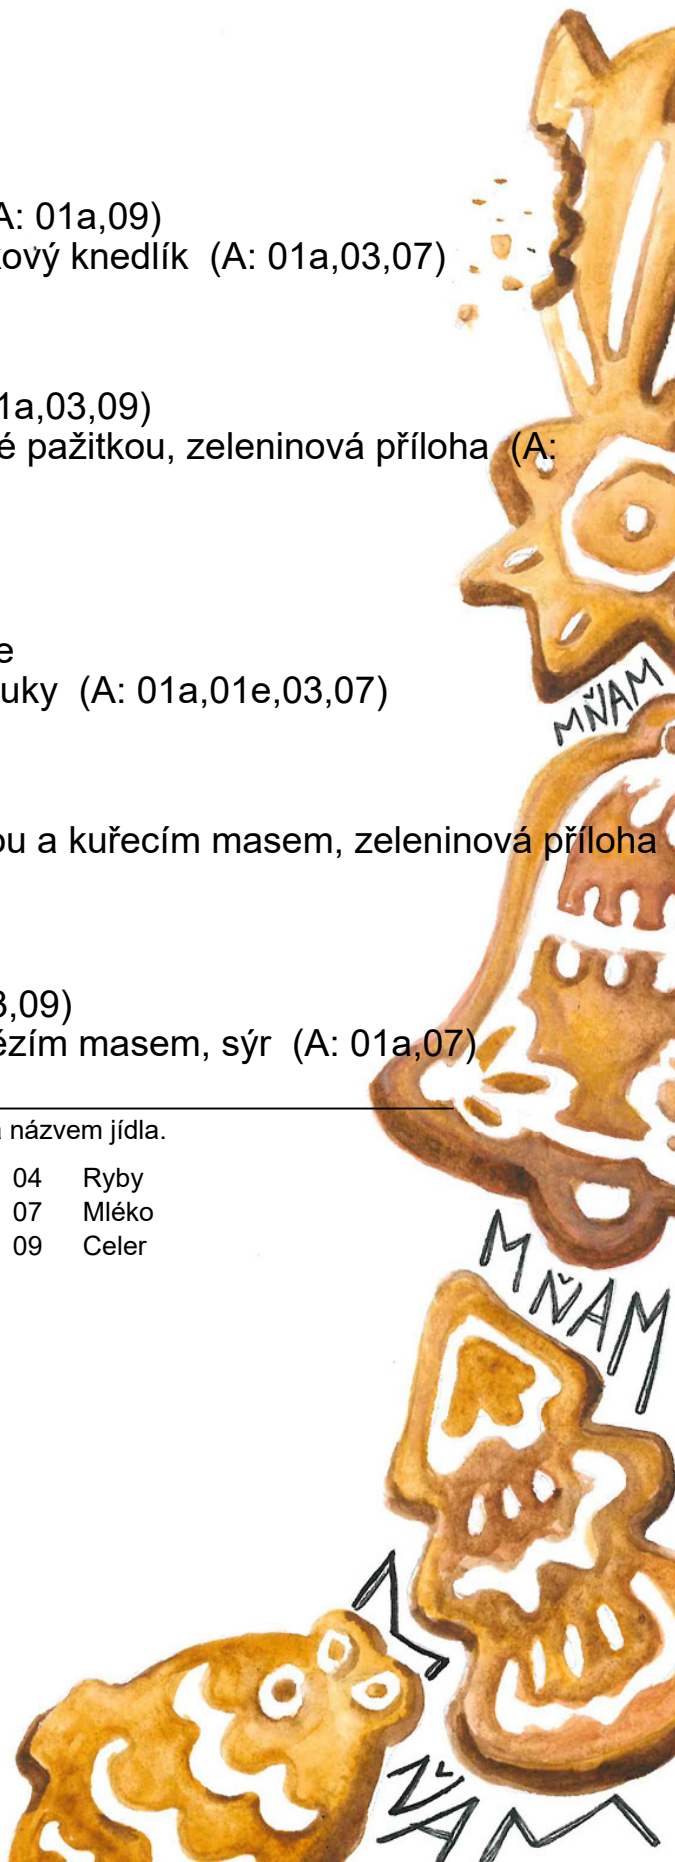 A: 01a,09)
ový knedlík (A: 01a,03,07)
1a,03,09)
é pažitkou, zeleninová příloha (A:
e
uky (A: 01a,01e,03,07)
MŇAM
ou a kuřecím masem, zeleninová příloha
3,09)
ězím masem, sýr (A: 01a,07)
názvem jídla.
04 Ryby
07 Mléko
09 Celer
MŇAM
MŇAM